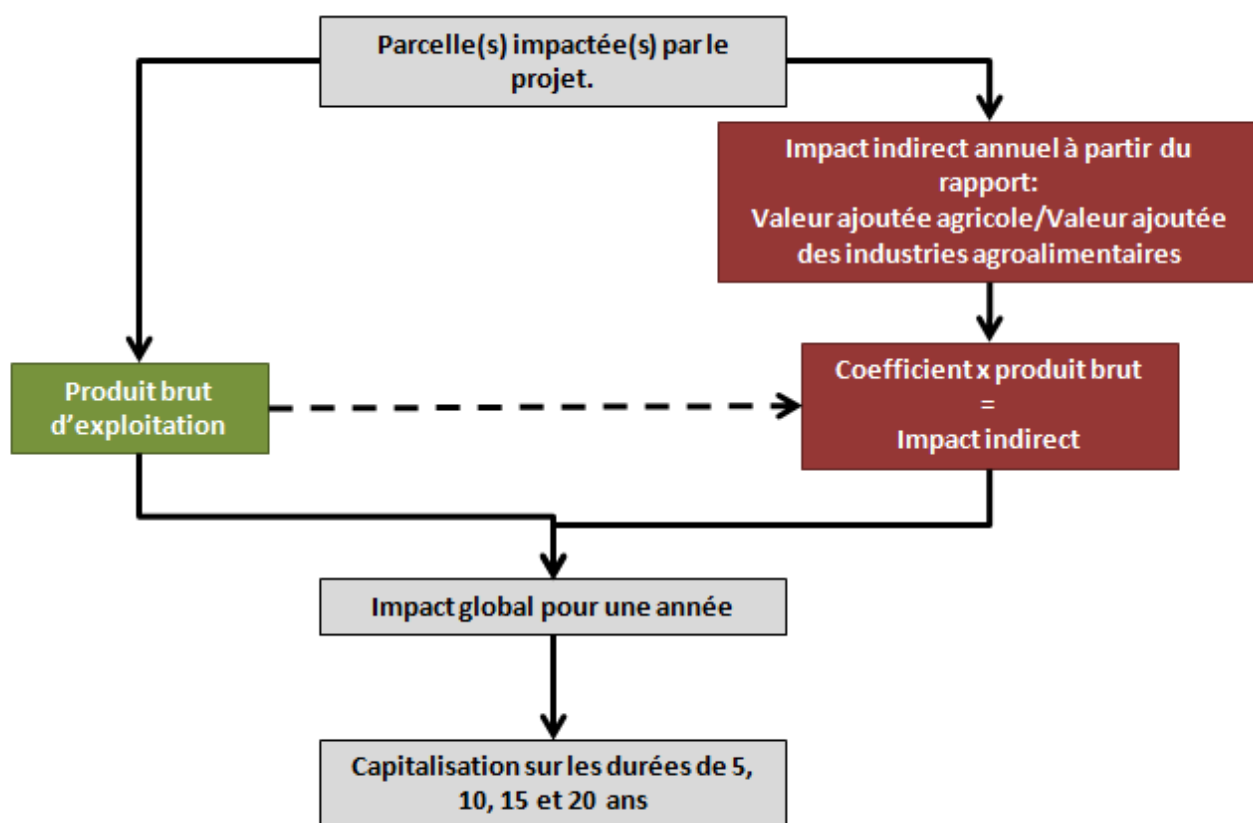 Parcelle(s) impactée(s) par le
projet.
Impact indirect annuel à partir du
rapport:
Valeur ajoutée agricole/Valeur ajoutée
des industries agroalimentaires
Produit brut
d’exploitation
Coefficient x produit brut
=
Impact indirect
Impact global pour une année
Capitalisation sur les durées de 5,
10, 15 et 20 ans